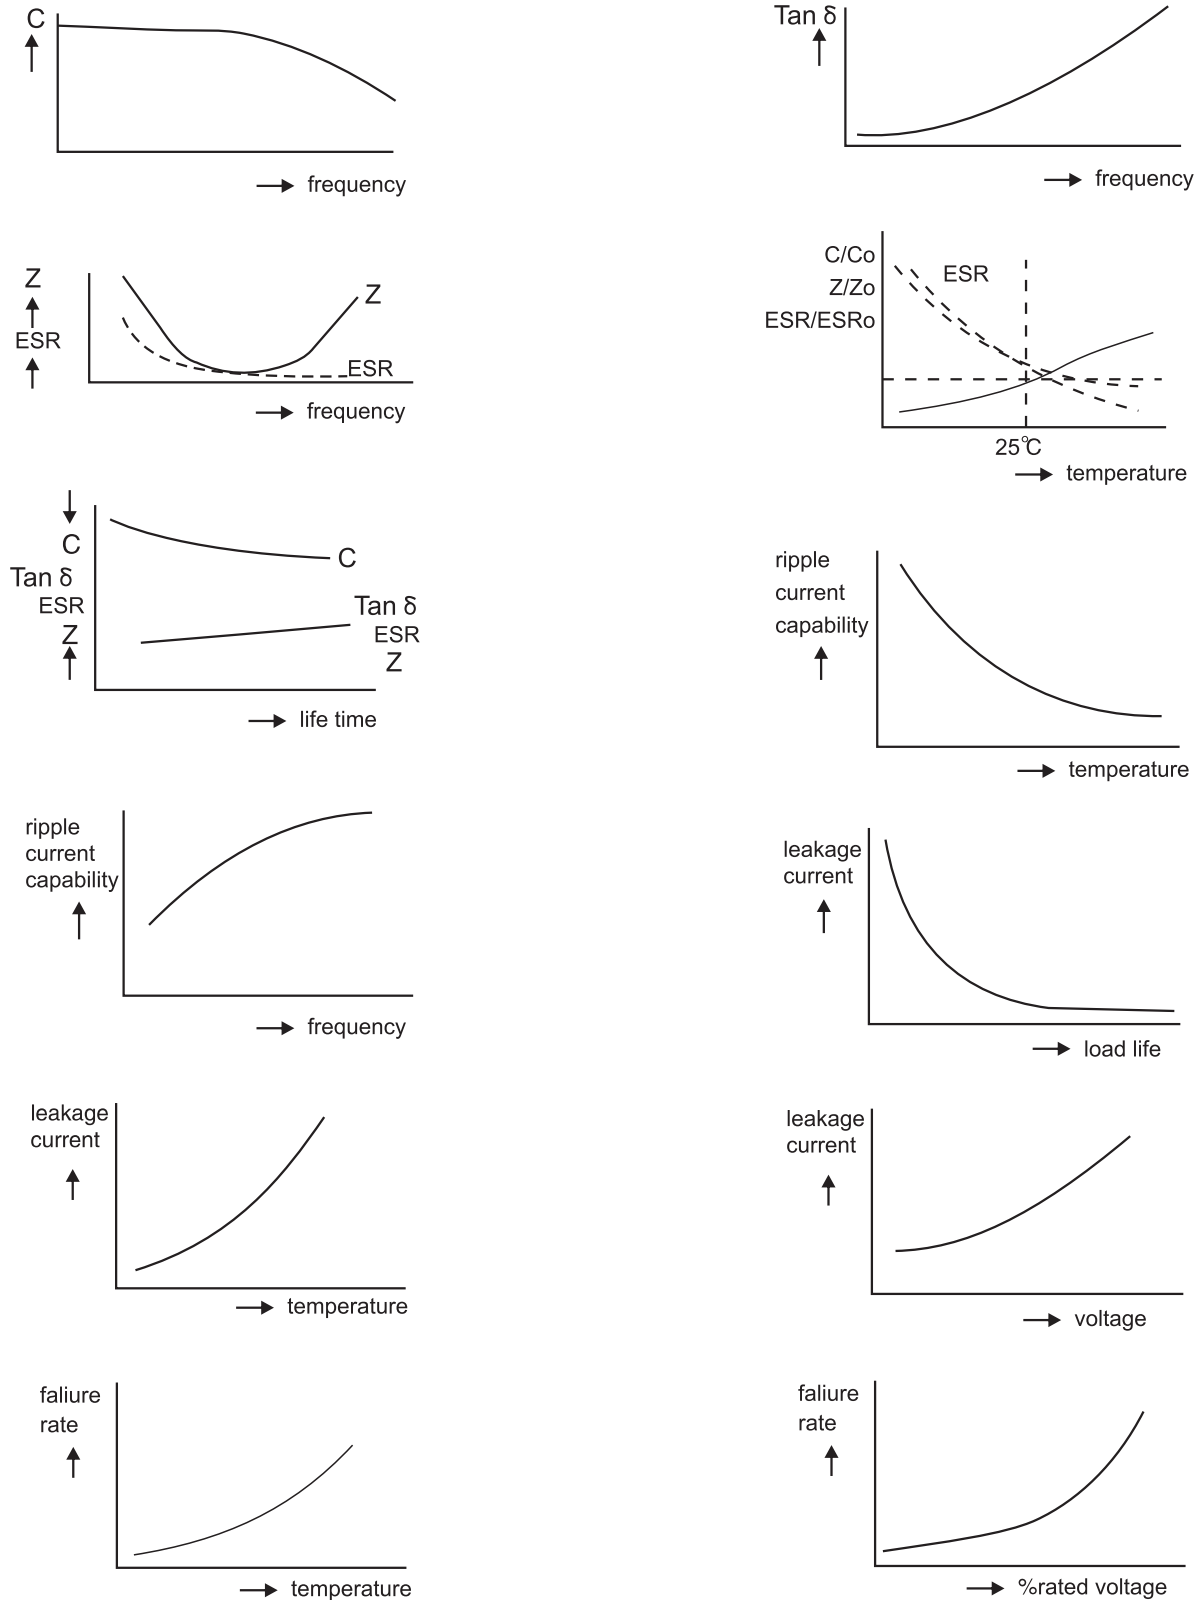 C
frequency
Tan δ
frequency
Z
ESR
Z
ESR
frequency
C/Co
Z/Zo
ESR/ESRo
ESR
25°C
temperature
C
Tan δ
ESR
Z
C
Tan δ
ESR
Z
life time
ripple
current
capability
temperature
ripple
current
capability
frequency
leakage
current
load life
leakage
current
temperature
leakage
current
voltage
faliure
rate
temperature
faliure
rate
%rated voltage